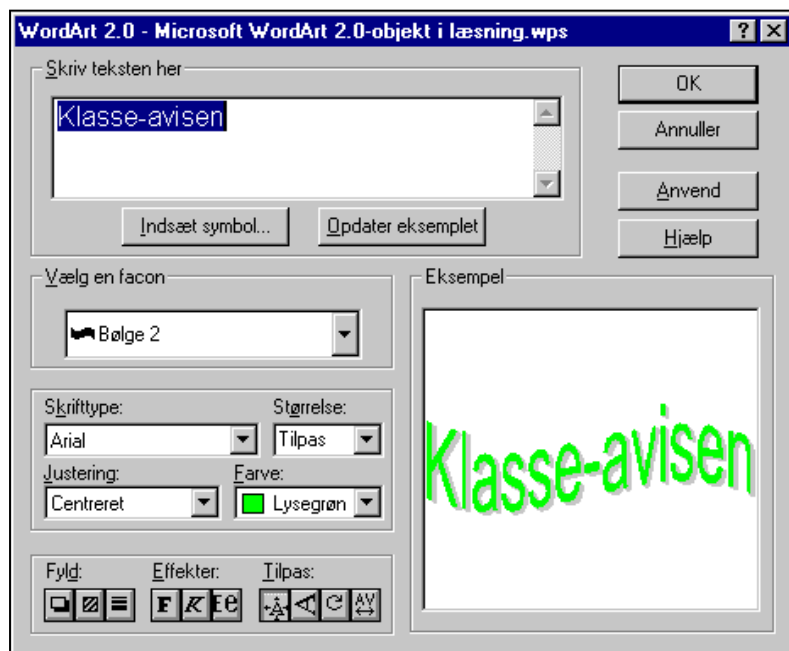 WordArt 2.0 - Microsoft WordArt 2.0-objekt i læsning.wps
Skriv teksten her
Klasse-avisen
Indsæt symbol... Opdater eksemplet
OK
Annuller
Anvend
Hjælp
Vælg en facon
Bølge 2
Skrifttype: Størrelse:
Arial Tilpas
Justering: Farve:
Centreret Lysegrøn
Fyld: Effekter: Tilpas:
F K Ee A A C AV
Eksempel
Klasse-avisen